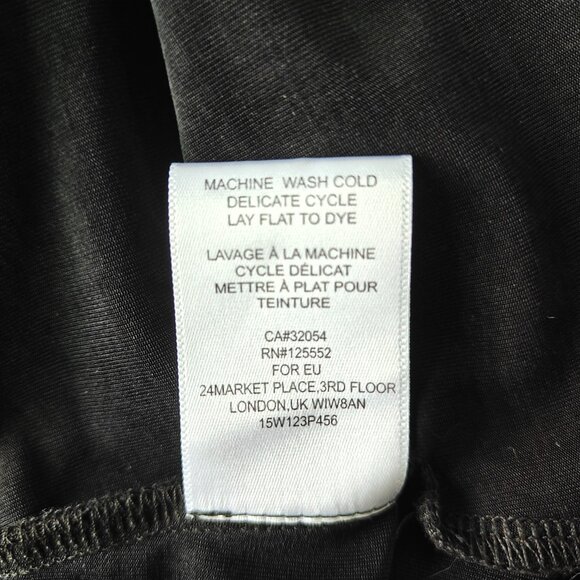 MACHINE WASH COLD
DELICATE CYCLE
LAY FLAT TO DYE
LAVAGE À LA MACHINE
CYCLE DÉLICAT
METTRE À PLAT POUR
TEINTURE
CA#32054
RN#125552
FOR EU
24MARKET PLACE,3RD FLOOR
LONDON,UK WIW8AN
15W123P456